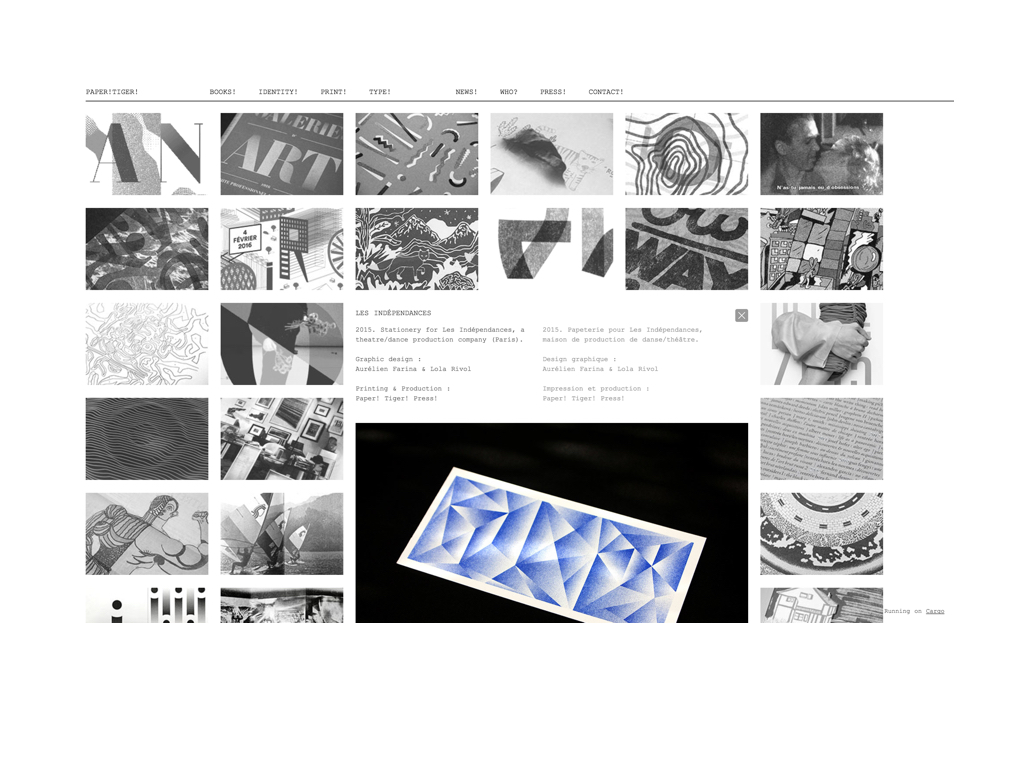 PAPER!TIGER! BOOKS! IDENTITY! PRINT! TYPE! NEWS! WHO? PRESS! CONTACT!
AN
GALERIE
ART
N'as tu jamais eu d'obsessions
4
FÉVRIER
2016
LES INDÉPENDANCES
2015. Stationery for Les Indépendances, a
theatre/dance production company (Paris).
Graphic design :
Aurélien Farina & Lola Rivol
Printing & Production :
Paper! Tiger! Press!
2015. Papeterie pour Les Indépendances,
maison de production de danse/théâtre.
Design graphique :
Aurélien Farina & Lola Rivol
Impression et production :
Paper! Tiger! Press!
Running on Cargo